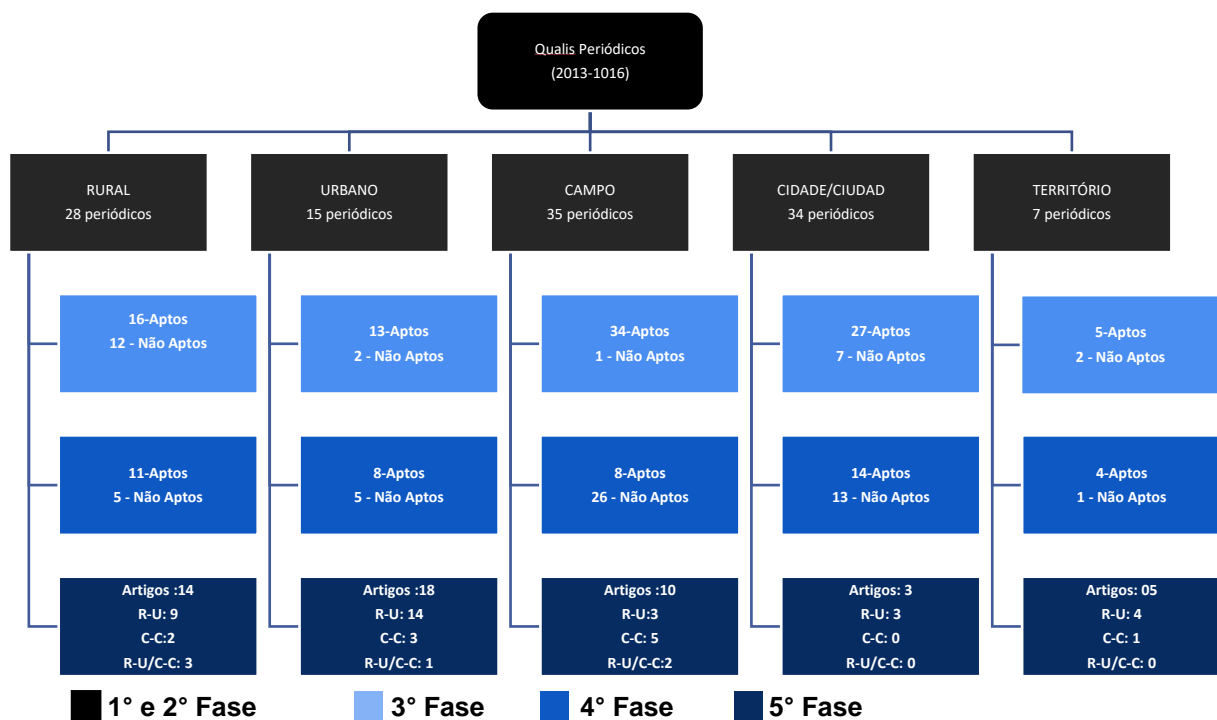 Qualis Periódicos
(2013-1016)
RURAL
28 periódicos
URBANO
15 periódicos
CAMPO
35 periódicos
CIDADE/CIUDAD
34 periódicos
TERRITÓRIO
7 periódicos
16-Aptos
12 - Não Aptos
13-Aptos
2 - Não Aptos
34-Aptos
1 - Não Aptos
27-Aptos
7 - Não Aptos
5-Aptos
2 - Não Aptos
11-Aptos
5 - Não Aptos
8-Aptos
5 - Não Aptos
8-Aptos
26 - Não Aptos
14-Aptos
13 - Não Aptos
4-Aptos
1 - Não Aptos
Artigos :14
R-U: 9
C-C:2
R-U/C-C: 3
Artigos :18
R-U: 14
C-C: 3
R-U/C-C: 1
Artigos :10
R-U:3
C-C: 5
R-U/C-C:2
Artigos: 3
R-U: 3
C-C: 0
R-U/C-C: 0
Artigos: 05
R-U: 4
C-C: 1
R-U/C-C: 0
1° e 2° Fase
3° Fase
4° Fase
5° Fase